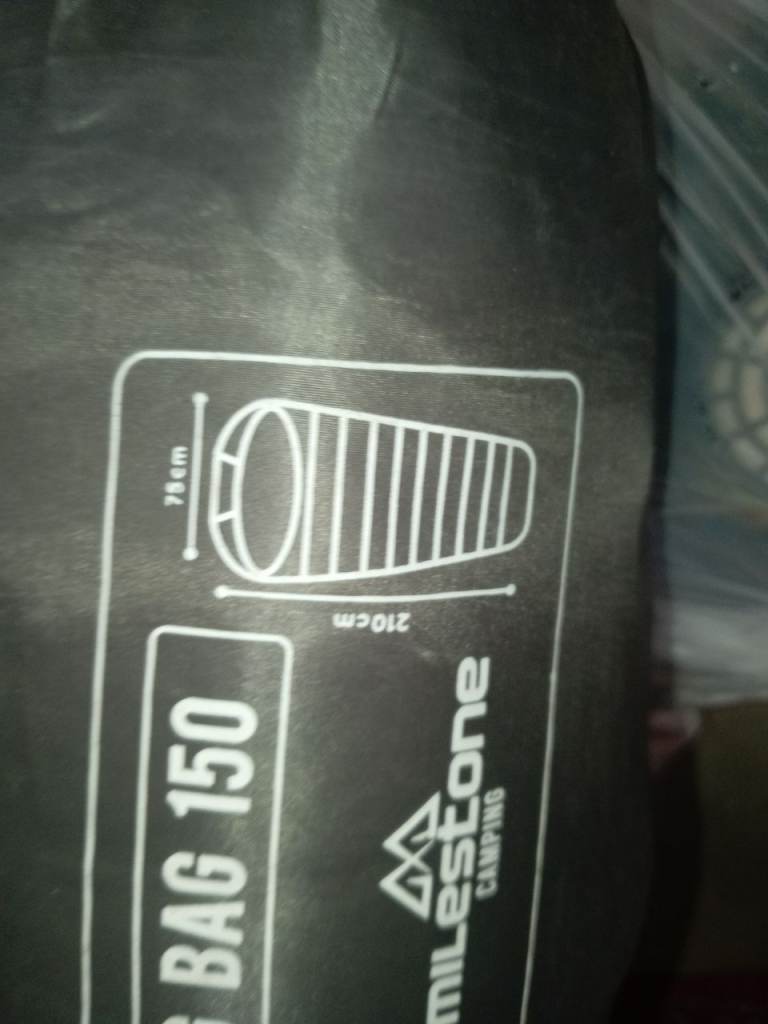 75cm
210cm
G BAG 150
milestone
CAMPING